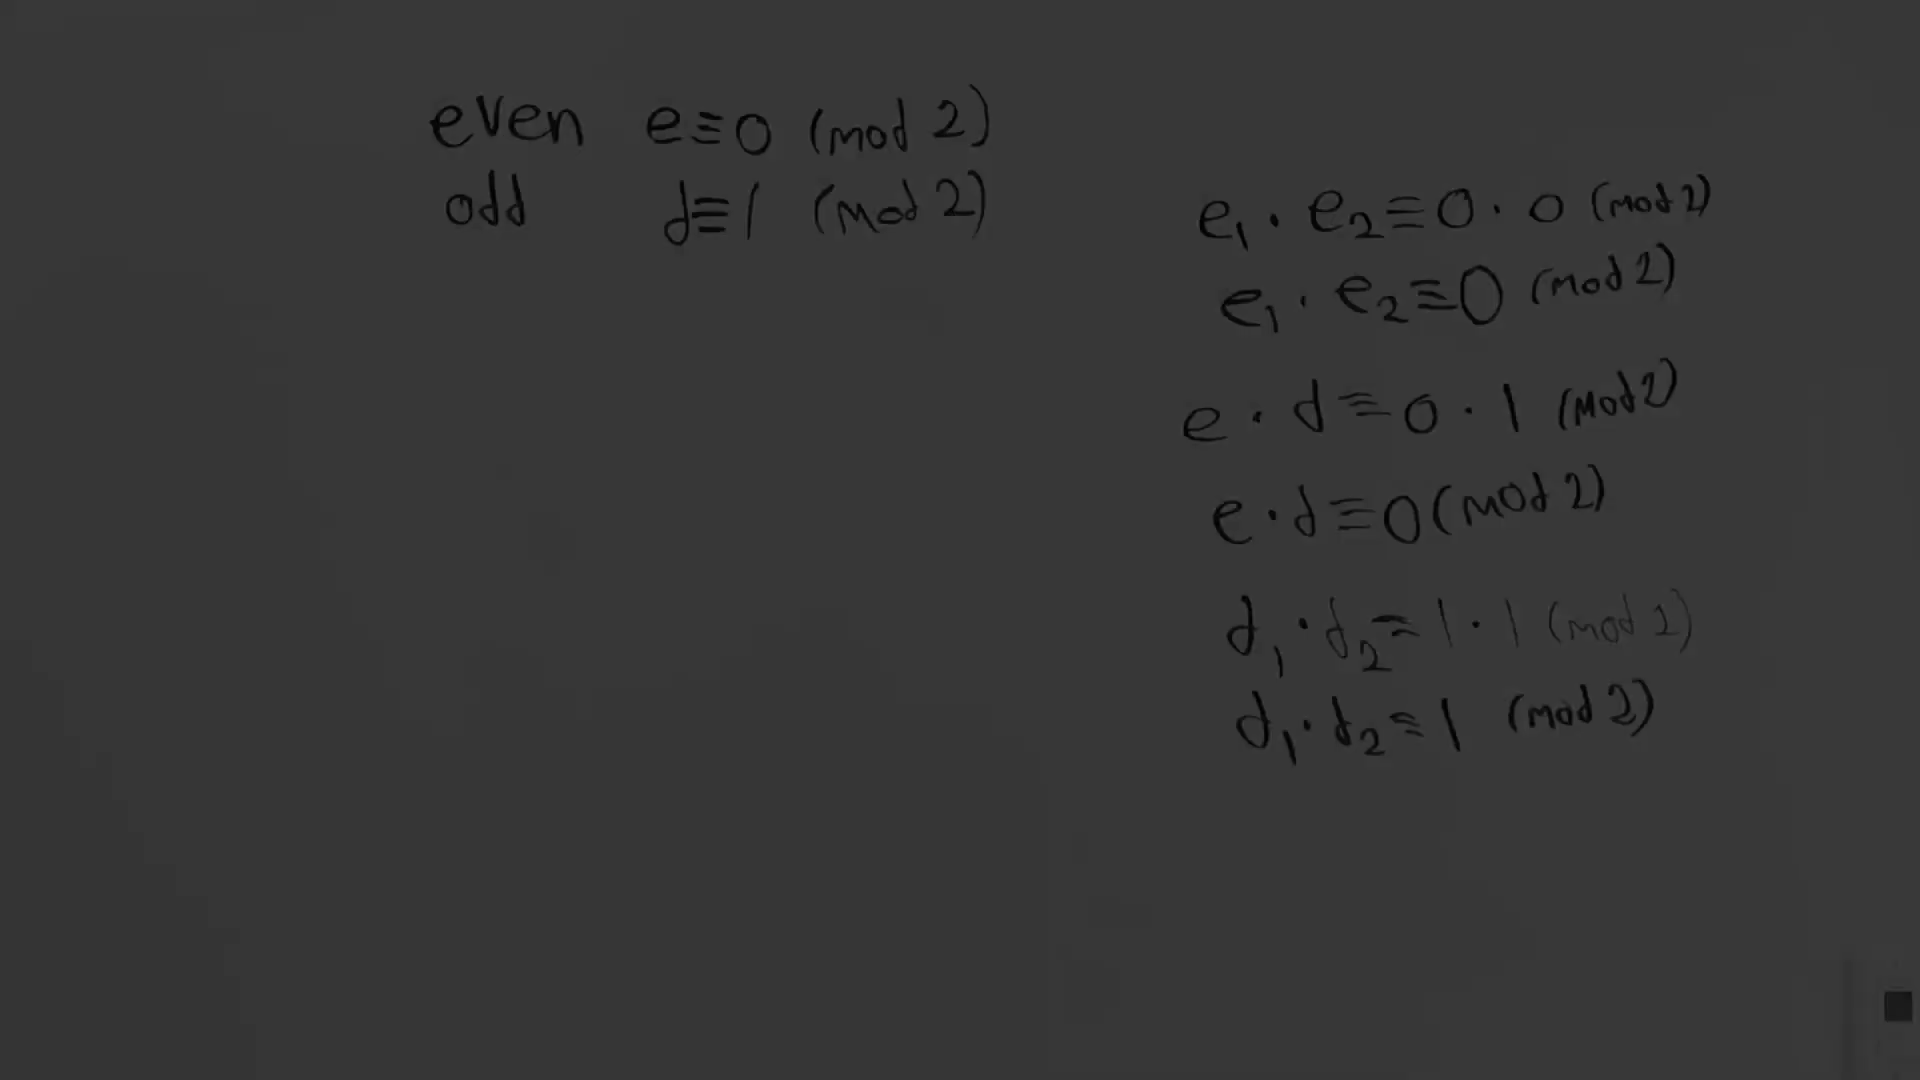 even e≡0 (mod 2)
odd d≡1 (mod 2)
e₁ · e₂≡0 · 0 (mod 2)
e₁ · e₂≡0 (mod 2)
e · d≡0 · 1 (mod 2)
e · d≡0 (mod 2)
d₁ · d₂≡1 · 1 (mod 2)
d₁ · d₂≡1 (mod 2)